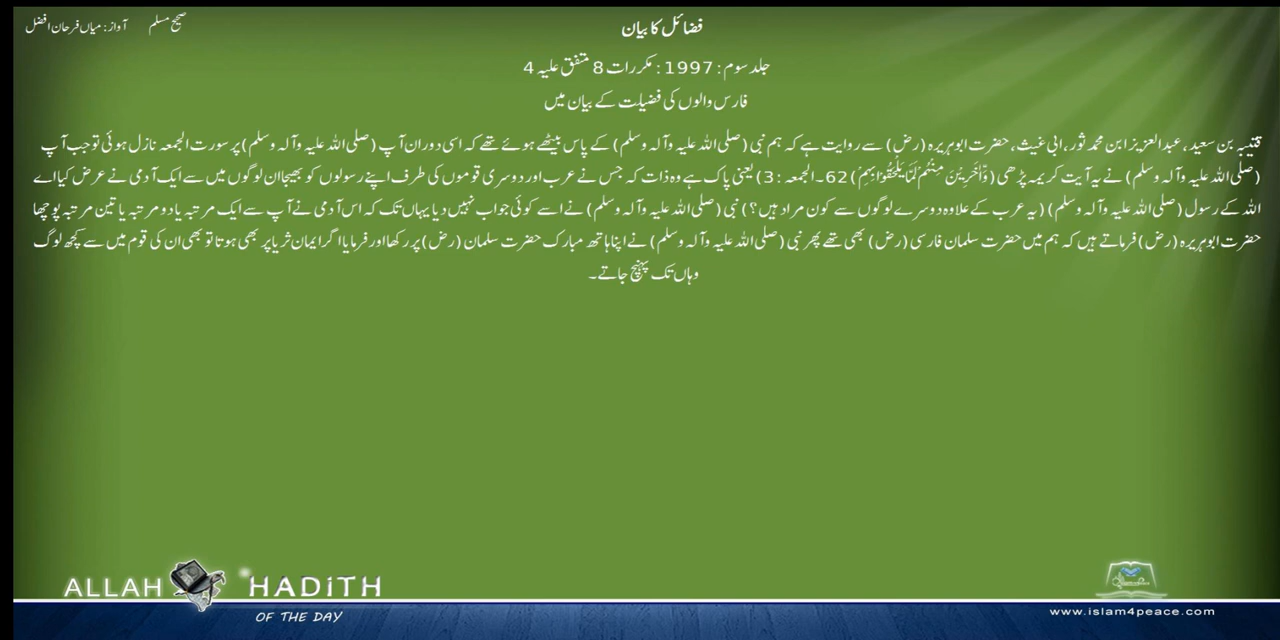 صحیح مسلم آواز: میاں فرحان افضل
فضائل کا بیان
جلد سوم : 1997 : مکررات 8 متفق علیہ 4
فارس والوں کی فضیلت کے بیان میں
قتیبہ بن سعید، عبدالعزیز ابن محمد ثور، ابی غیث، حضرت ابوہریرہ (رض) سے روایت ہے کہ ہم نبی (صلی اللہ علیہ وآلہ وسلم) کے پاس بیٹھے ہوئے تھے کہ اسی دوران آپ (صلی اللہ علیہ وآلہ وسلم) پر سورت الجمعہ نازل ہوئی تو جب آپ
(صلی اللہ علیہ وآلہ وسلم) نے یہ آیت کریمہ پڑھی (وَّاٰخَرِيْنَ مِنْهُمْ لَمَّا يَلْحَقُوْا بِهِمْ) 62۔ الجمعہ : 3) یعنی پاک ہے وہ ذات کہ جس نے عرب اور دوسری قوموں کی طرف اپنے رسولوں کو بھیجا ان لوگوں میں سے ایک آدمی نے عرض کیا اے
اللہ کے رسول (صلی اللہ علیہ وآلہ وسلم) (یہ عرب کے علاوہ دوسرے لوگوں سے کون مراد ہیں؟) نبی (صلی اللہ علیہ وآلہ وسلم) نے اسے کوئی جواب نہیں دیا یہاں تک کہ اس آدمی نے آپ سے ایک مرتبہ یا دو مرتبہ یا تین مرتبہ پوچھا
حضرت ابوہریرہ (رض) فرماتے ہیں کہ ہم میں حضرت سلمان فارسی (رض) بھی تھے پھر نبی (صلی اللہ علیہ وآلہ وسلم) نے اپنا ہاتھ مبارک حضرت سلمان (رض) پر رکھا اور فرمایا اگر ایمان ثریا پر بھی ہوتا تو بھی ان کی قوم میں سے کچھ لوگ
وہاں تک پہنچ جاتے۔
ALLAH HADITH
OF THE DAY
www.islam4peace.com